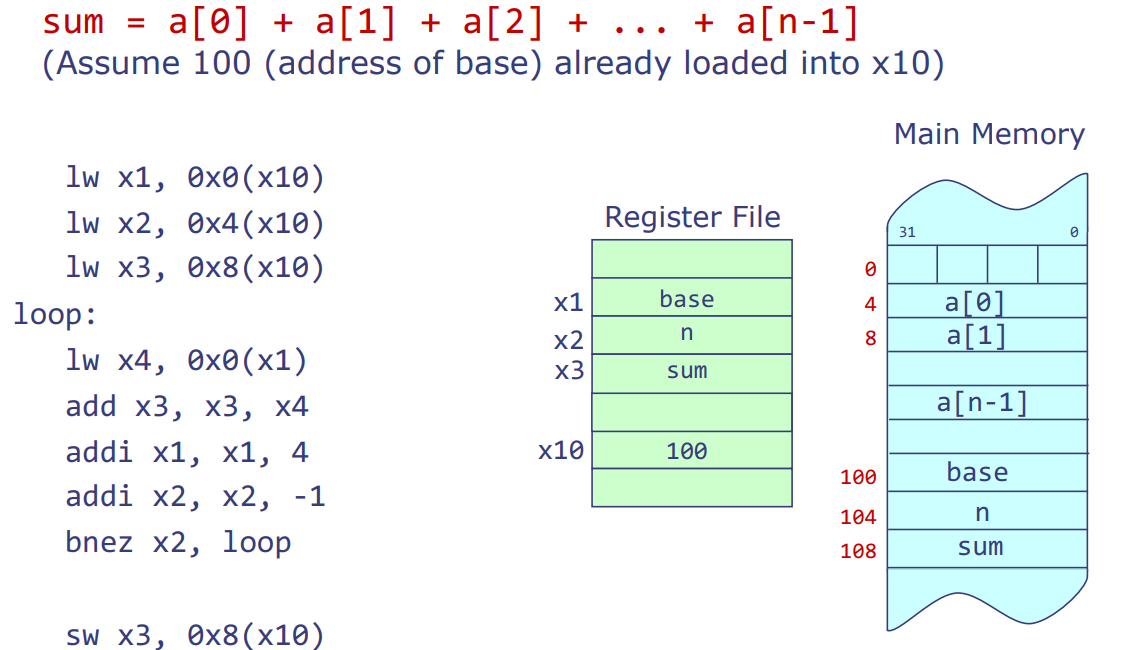 sum = a[0] + a[1] + a[2] + ... + a[n-1]
(Assume 100 (address of base) already loaded into x10)
lw x1, 0x0(x10)
lw x2, 0x4(x10)
lw x3, 0x8(x10)
loop:
lw x4, 0x0(x1)
add x3, x3, x4
addi x1, x1, 4
addi x2, x2, -1
bnez x2, loop
sw x3, 0x8(x10)
Register File
x1 base
x2 n
x3 sum
x10 100
Main Memory
31 0
0
4 a[0]
8 a[1]
a[n-1]
100 base
104 n
108 sum